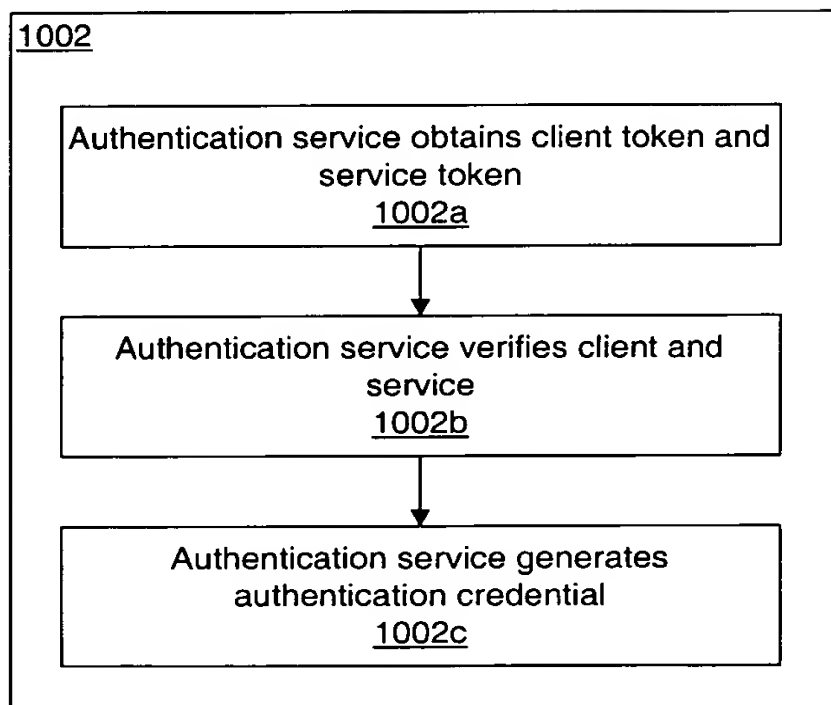 1002
Authentication service obtains client token and
service token
1002a
Authentication service verifies client and
service
1002b
Authentication service generates
authentication credential
1002c